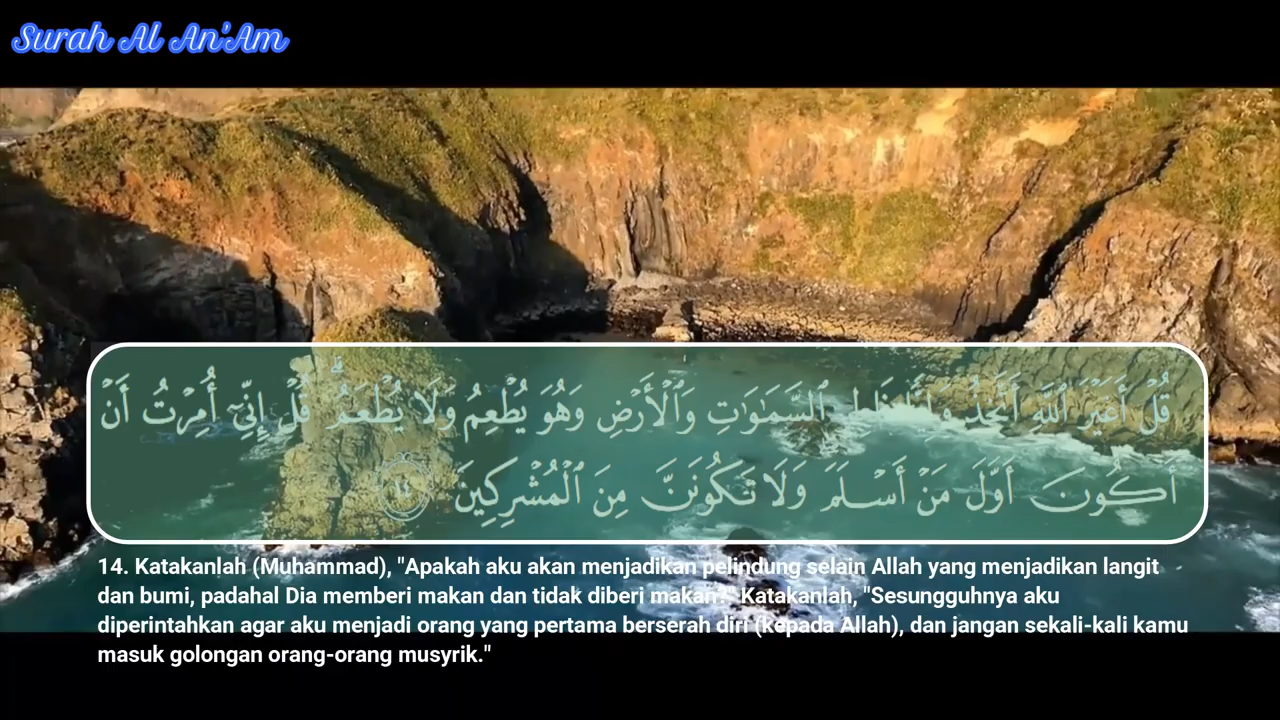 Surah Al An'Am
قُلْ أَغَيْرَ ٱللَّهِ أَتَّخِذُ وَلِيًّا فَاطِرِ ٱلسَّمَٰوَٰتِ وَٱلْأَرْضِ وَهُوَ يُطْعِمُ وَلَا يُطْعَمُ ۗ قُلْ إِنِّىٓ أُمِرْتُ أَنْ
أَكُونَ أَوَّلَ مَنْ أَسْلَمَ وَلَا تَكُونَنَّ مِنَ ٱلْمُشْرِكِينَ ١٤
14. Katakanlah (Muhammad), "Apakah aku akan menjadikan pelindung selain Allah yang menjadikan langit
dan bumi, padahal Dia memberi makan dan tidak diberi makan?" Katakanlah, "Sesungguhnya aku
diperintahkan agar aku menjadi orang yang pertama berserah diri (kepada Allah), dan jangan sekali-kali kamu
masuk golongan orang-orang musyrik."